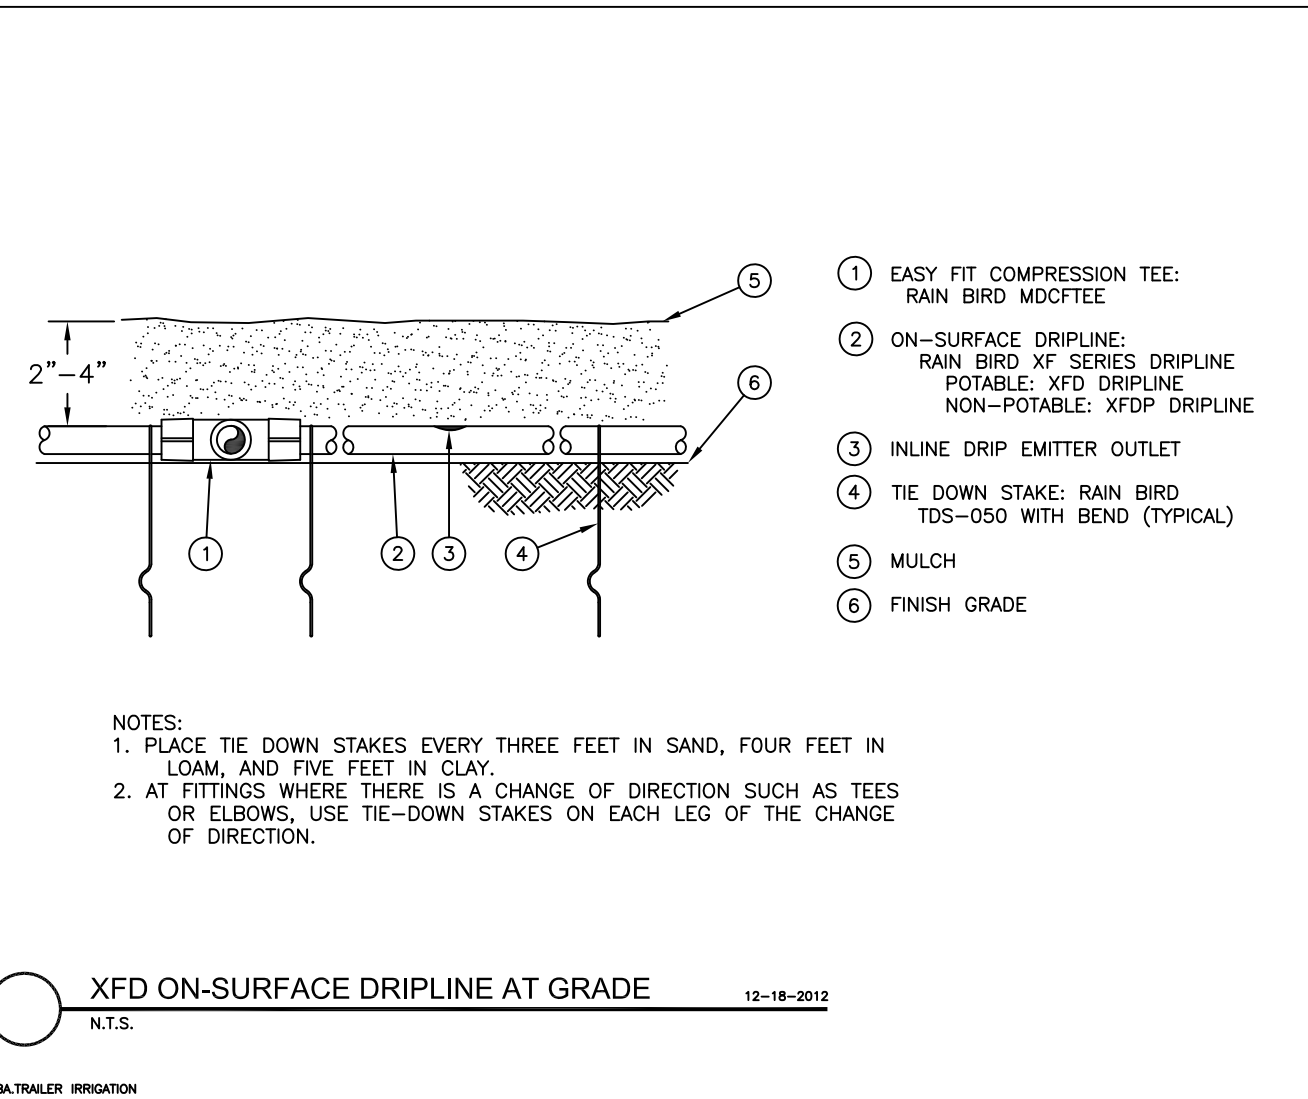 5
1 EASY FIT COMPRESSION TEE:
RAIN BIRD MDCFTEE
2 ON-SURFACE DRIPLINE:
RAIN BIRD XF SERIES DRIPLINE
POTABLE: XFD DRIPLINE
NON-POTABLE: XFDP DRIPLINE
2"-4"
6
3 INLINE DRIP EMITTER OUTLET
4 TIE DOWN STAKE: RAIN BIRD
TDS-050 WITH BEND (TYPICAL)
1 2 3 4
5 MULCH
6 FINISH GRADE
NOTES:
1. PLACE TIE DOWN STAKES EVERY THREE FEET IN SAND, FOUR FEET IN
LOAM, AND FIVE FEET IN CLAY.
2. AT FITTINGS WHERE THERE IS A CHANGE OF DIRECTION SUCH AS TEES
OR ELBOWS, USE TIE-DOWN STAKES ON EACH LEG OF THE CHANGE
OF DIRECTION.
XFD ON-SURFACE DRIPLINE AT GRADE 12-18-2012
N.T.S.
TRAILER IRRIGATION